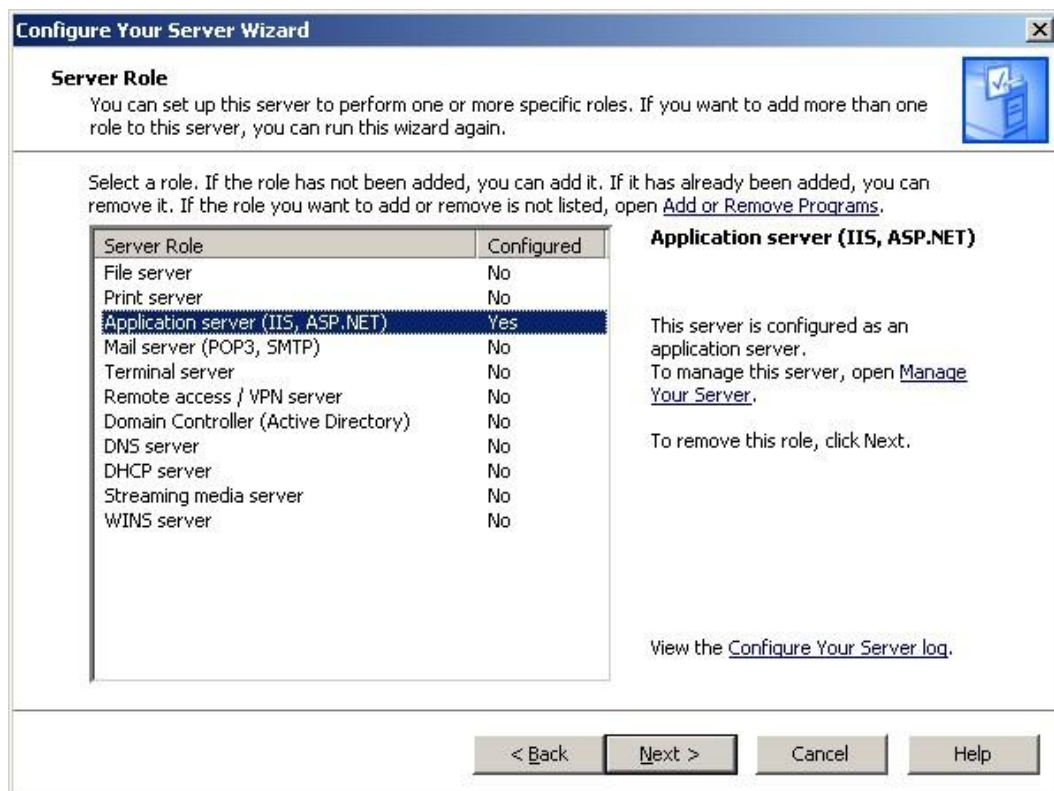 Configure Your Server Wizard
Server Role
You can set up this server to perform one or more specific roles. If you want to add more than one
role to this server, you can run this wizard again.
Select a role. If the role has not been added, you can add it. If it has already been added, you can
remove it. If the role you want to add or remove is not listed, open Add or Remove Programs.
Server Role Configured
File server No
Print server No
Application server (IIS, ASP.NET) Yes
Mail server (POP3, SMTP) No
Terminal server No
Remote access / VPN server No
Domain Controller (Active Directory) No
DNS server No
DHCP server No
Streaming media server No
WINS server No
Application server (IIS, ASP.NET)
This server is configured as an
application server.
To manage this server, open Manage
Your Server.
To remove this role, click Next.
View the Configure Your Server log.
< Back Next > Cancel Help